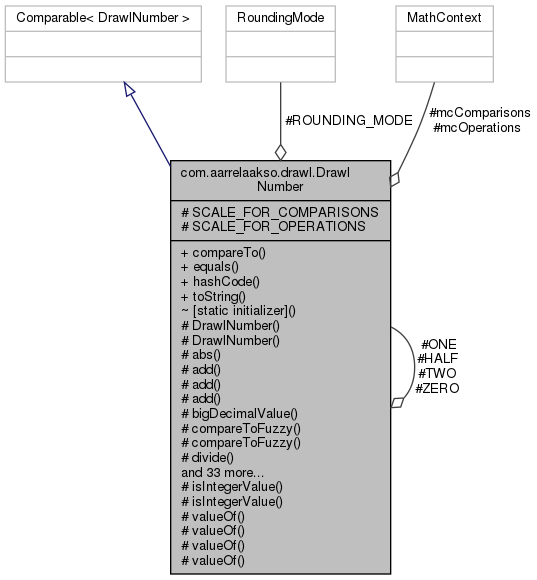 Comparable< DrawlNumber >
RoundingMode
MathContext
#ROUNDING_MODE
#mcComparisons
#mcOperations
com.aarrelaakso.drawl.Drawl
Number
# SCALE_FOR_COMPARISONS
# SCALE_FOR_OPERATIONS
+ compareTo()
+ equals()
+ hashCode()
+ toString()
~ [static initializer]()
# DrawlNumber()
# DrawlNumber()
# abs()
# add()
# add()
# add()
# bigDecimalValue()
# compareToFuzzy()
# compareToFuzzy()
# divide()
and 33 more...
# isIntegerValue()
# isIntegerValue()
# valueOf()
# valueOf()
# valueOf()
# valueOf()
#ONE
#HALF
#TWO
#ZERO